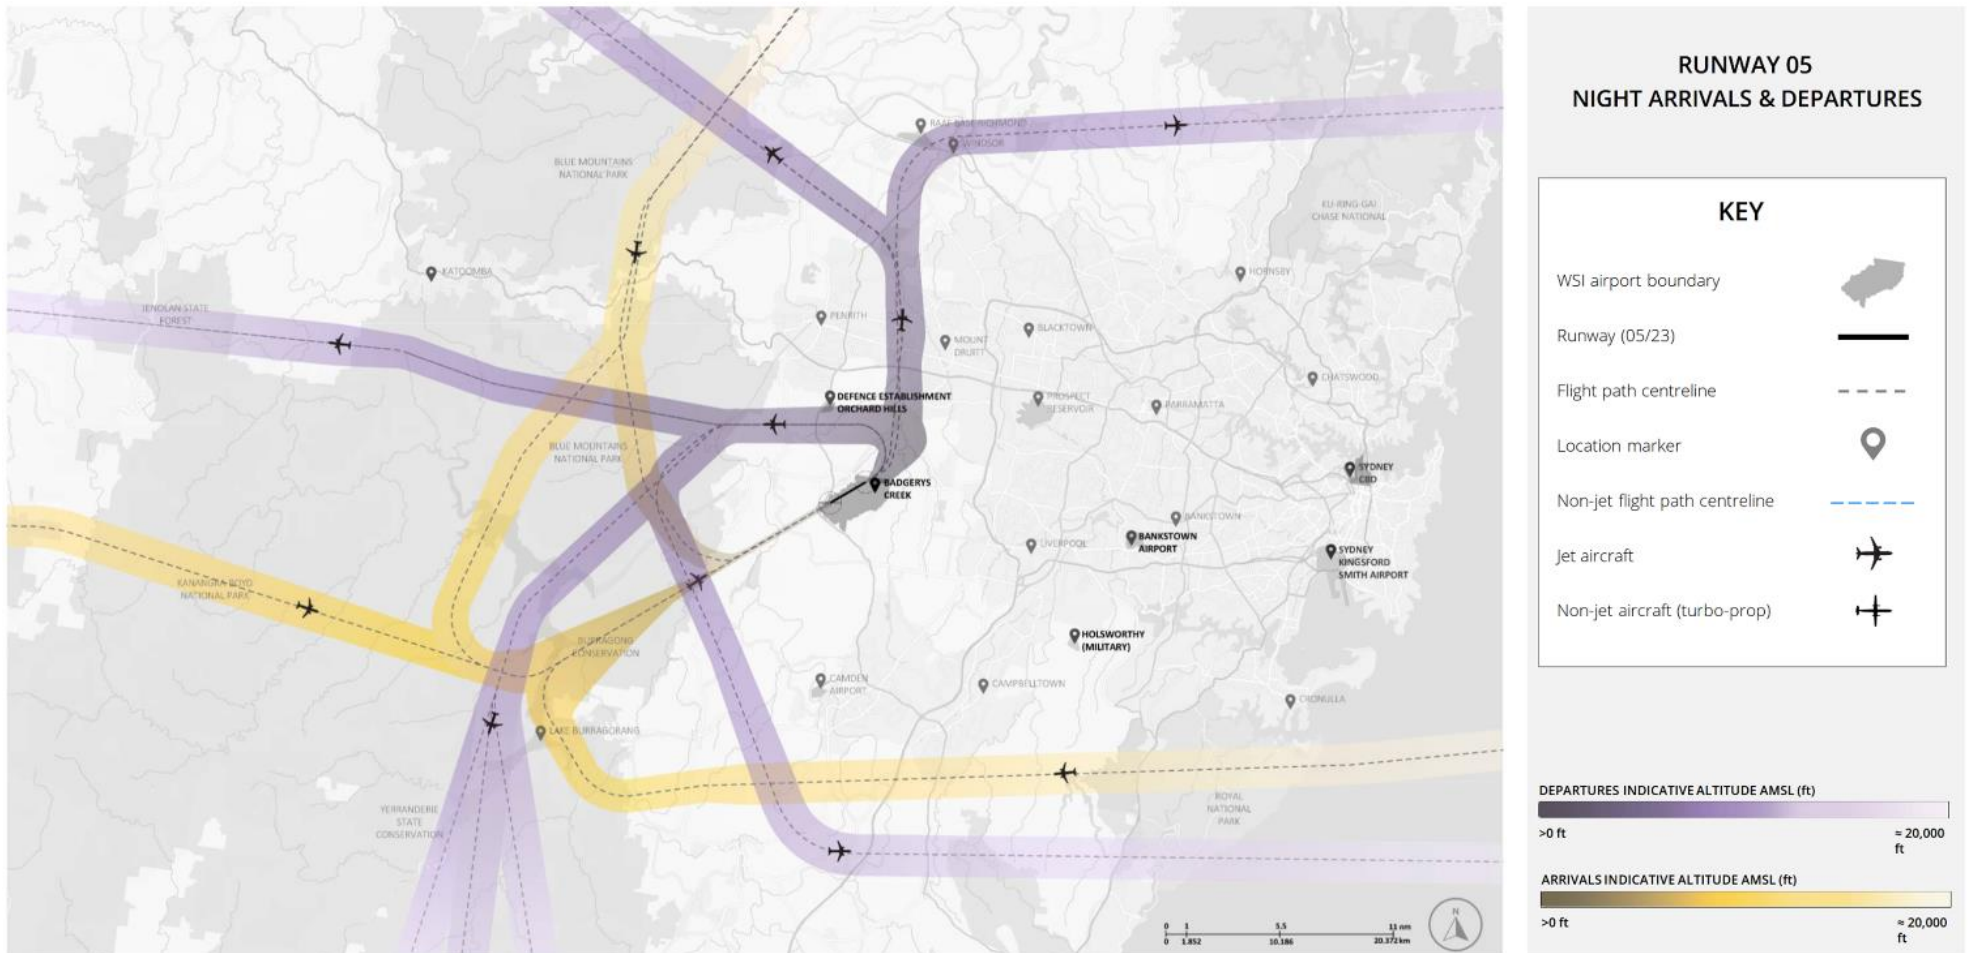 RUNWAY 05
NIGHT ARRIVALS & DEPARTURES
KEY
WSI airport boundary
Runway (05/23)
Flight path centreline
Location marker
Non-jet flight path centreline
Jet aircraft
Non-jet aircraft (turbo-prop)
DEPARTURES INDICATIVE ALTITUDE AMSL (ft)
>0 ft
≈ 20,000
ft
ARRIVALS INDICATIVE ALTITUDE AMSL (ft)
>0 ft
≈ 20,000
ft
RAAF BASE RICHMOND
WINDSOR
BLUE MOUNTAINS
NATIONAL PARK
KU-RING-GAI
CHASE NATIONAL
KATOOMBA
HORNSBY
JENOLAN STATE
FOREST
PENRITH
BLACKTOWN
MOUNT
DRUITT
CHATSWOOD
DEFENCE ESTABLISHMENT
ORCHARD HILLS
PROSPECT
RESERVOIR
PARRAMATTA
BLUE MOUNTAINS
NATIONAL PARK
SYDNEY
CBD
BADGERYS
CREEK
BANKSTOWN
BANKSTOWN
AIRPORT
LIVERPOOL
SYDNEY
KINGSFORD
SMITH AIRPORT
KANANGRA-BOYD
NATIONAL PARK
BURRAGONG
CONSERVATION
HOLSWORTHY
(MILITARY)
CAMDEN
AIRPORT
CAMPBELLTOWN
CRONULLA
LAKE BURRAGORANG
YERRANDERIE
STATE
CONSERVATION
ROYAL
NATIONAL
PARK
0 1 5.5 11 nm
0 1.852 10.186 20.372 km
N